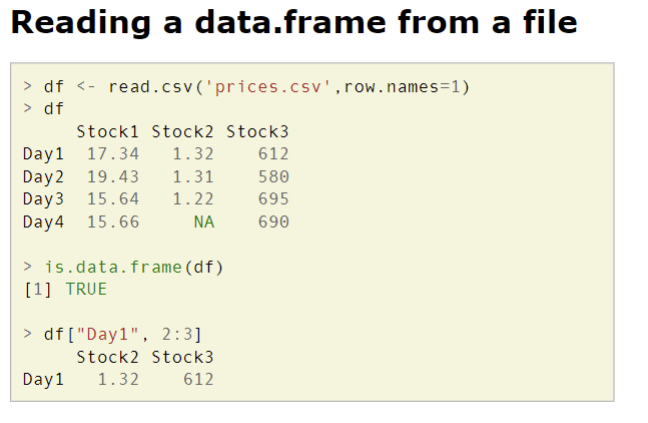 Reading a data.frame from a file
> df <- read.csv('prices.csv',row.names=1)
> df
     Stock1 Stock2 Stock3
Day1  17.34   1.32    612
Day2  19.43   1.31    580
Day3  15.64   1.22    695
Day4  15.66     NA    690
> is.data.frame(df)
[1] TRUE
> df["Day1", 2:3]
     Stock2 Stock3
Day1   1.32    612